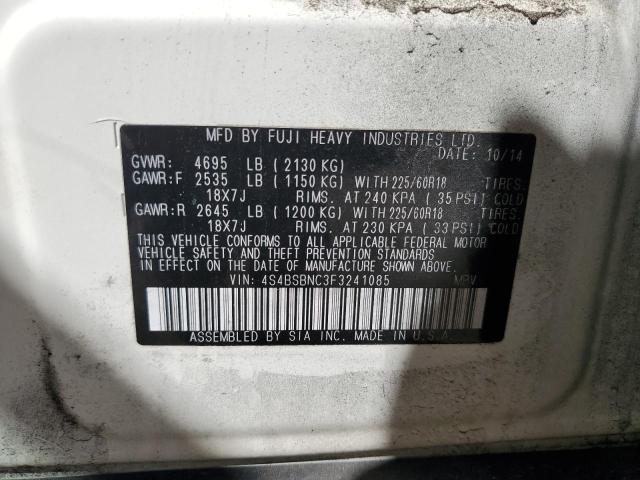 MFD BY FUJI HEAVY INDUSTRIES LTD.
DATE: 10/14
GVWR: 4695 LB (2130 KG)
GAWR:F 2535 LB (1150 KG) WITH 225/60R18 TIRES.
18X7J RIMS. AT 240 KPA (35 PSI) COLD
GAWR:R 2645 LB (1200 KG) WITH 225/60R18 TIRES.
18X7J RIMS. AT 230 KPA (33 PSI) COLD
THIS VEHICLE CONFORMS TO ALL APPLICABLE FEDERAL MOTOR
VEHICLE SAFETY AND THEFT PREVENTION STANDARDS
IN EFFECT ON THE DATE OF MANUFACTURE SHOWN ABOVE.
VIN: 4S4BSBNC3F3241085 MPV
ASSEMBLED BY SIA INC. MADE IN U.S.A.